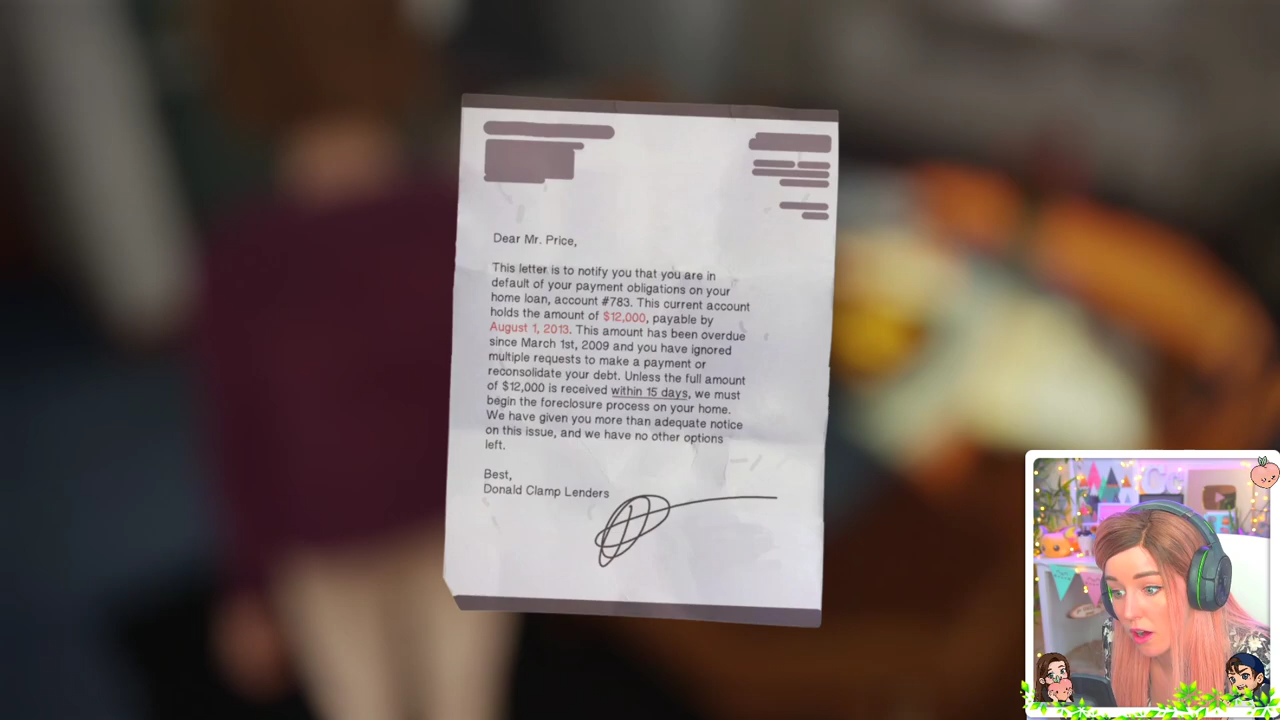 Dear Mr. Price,
This letter is to notify you that you are in
default of your payment obligations on your
home loan, account #783. This current account
holds the amount of $12,000, payable by
August 1, 2013. This amount has been overdue
since March 1st, 2009 and you have ignored
multiple requests to make a payment or
reconsolidate your debt. Unless the full amount
of $12,000 is received within 15 days, we must
begin the foreclosure process on your home.
We have given you more than adequate notice
on this issue, and we have no other options
left.
Best,
Donald Clamp Lenders